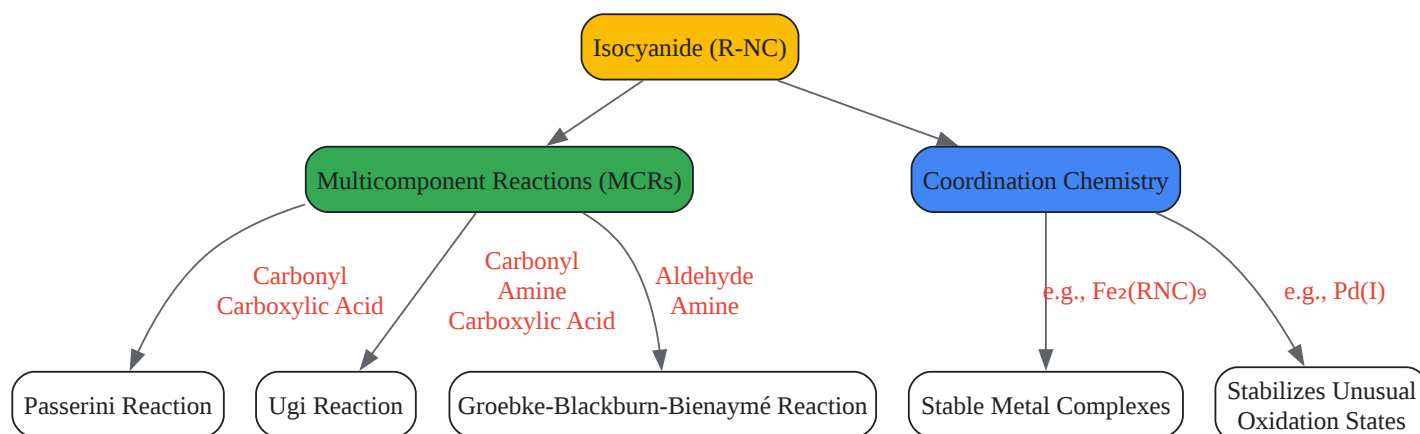 Isocyanide (R-NC)
Multicomponent Reactions (MCRs)
Coordination Chemistry
Carbonyl
Carboxylic Acid
Carbonyl
Amine
Carboxylic Acid
Aldehyde
Amine
e.g., Fe₂(RNC)₉
e.g., Pd(I)
Passerini Reaction
Ugi Reaction
Groebke-Blackburn-Bienaymé Reaction
Stable Metal Complexes
Stabilizes Unusual
Oxidation States